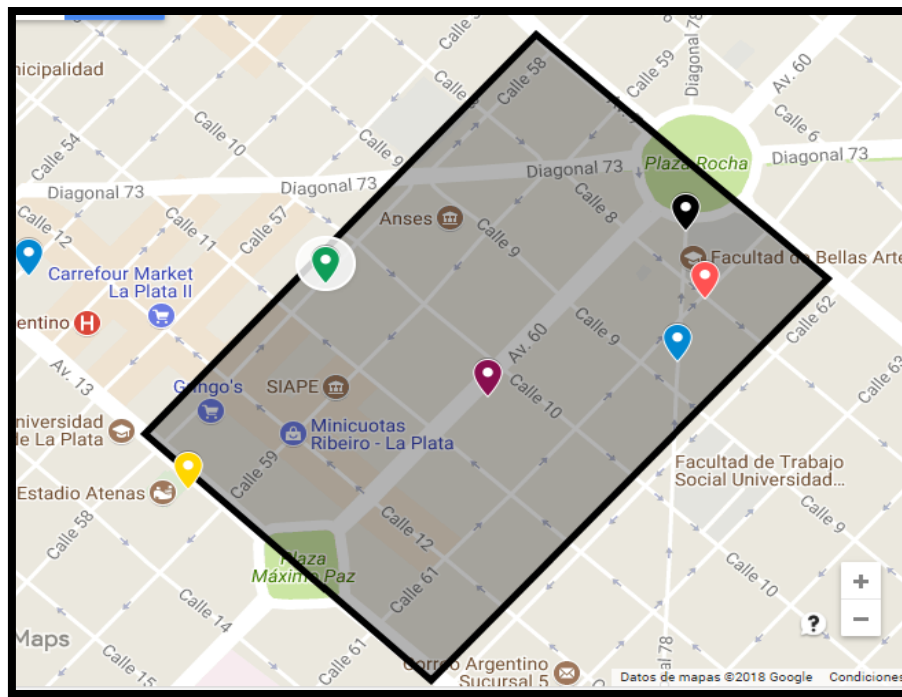 Calle 58
Calle 59
Diagonal 78
Av. 60
nicipalidad
Calle 54
Calle 10
Calle 9
Calle 6
Plaza Rocha
Diagonal 73
Diagonal 73
Diagonal 73
Diagonal 73
Calle 12
Calle 11
Calle 57
Anses
Calle 8
Calle 9
Facultad de Bellas Arte
Carrefour Market
La Plata II
Calle 62
entino
H
Calle 9
Av. 60
Calle 63
Av. 13
SIAPE
Calle 10
niversidad
de La Plata
Minicuotas
Ribeiro - La Plata
Calle 59
Estadio Atenas
Facultad de Trabajo
Social Universidad...
Calle 58
Calle 12
Calle 9
Plaza
Máximo Paz
Calle 61
Calle 10
Calle 14
+
Maps
Calle 61
?
−
Calle 15
Correo Argentino
Sucursal 5
Datos de mapas ©2018 Google
Condiciones